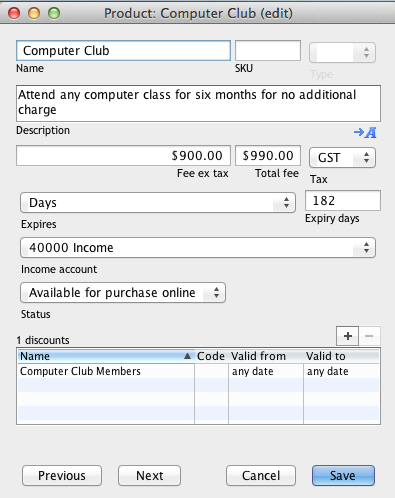 Product: Computer Club (edit)
Computer Club
Name SKU Type
Attend any computer class for six months for no additional
charge
Description
A
$900.00 $990.00 GST
Fee ex tax Total fee Tax
Days 182
Expires Expiry days
40000 Income
Income account
Available for purchase online
Status
1 discounts + −
Name Code Valid from Valid to
Computer Club Members any date any date
Previous Next Cancel Save